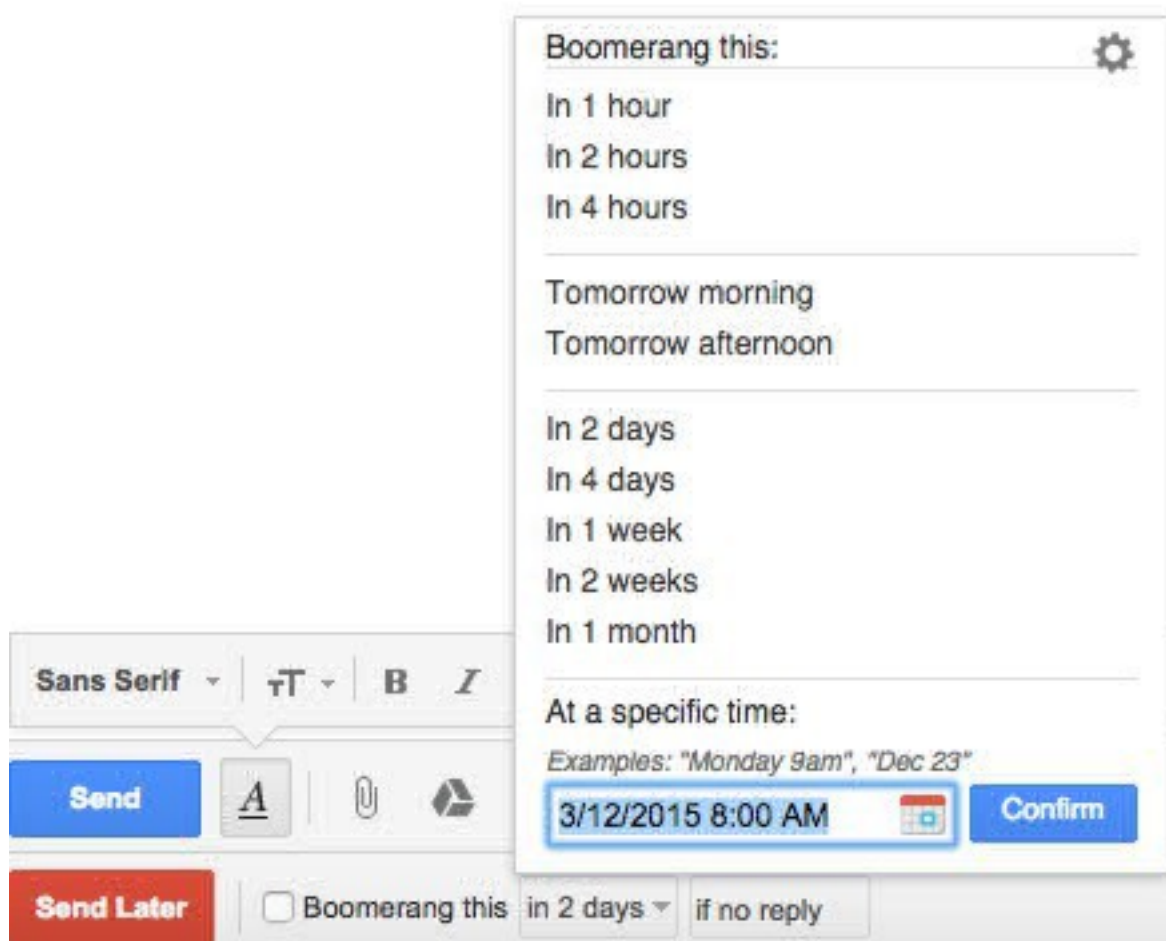 Boomerang this:
In 1 hour
In 2 hours
In 4 hours
Tomorrow morning
Tomorrow afternoon
In 2 days
In 4 days
In 1 week
In 2 weeks
In 1 month
At a specific time:
Examples: "Monday 9am", "Dec 23"
3/12/2015 8:00 AM Confirm
Sans Serif TT B I
Send A
Send Later Boomerang this in 2 days if no reply